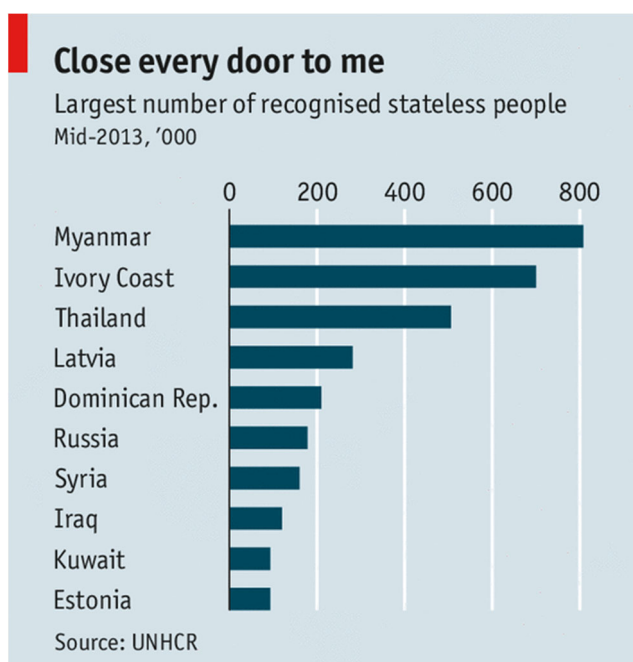 Close every door to me
Largest number of recognised stateless people
Mid-2013, ’000
0 200 400 600 800
Myanmar
Ivory Coast
Thailand
Latvia
Dominican Rep.
Russia
Syria
Iraq
Kuwait
Estonia
Source: UNHCR